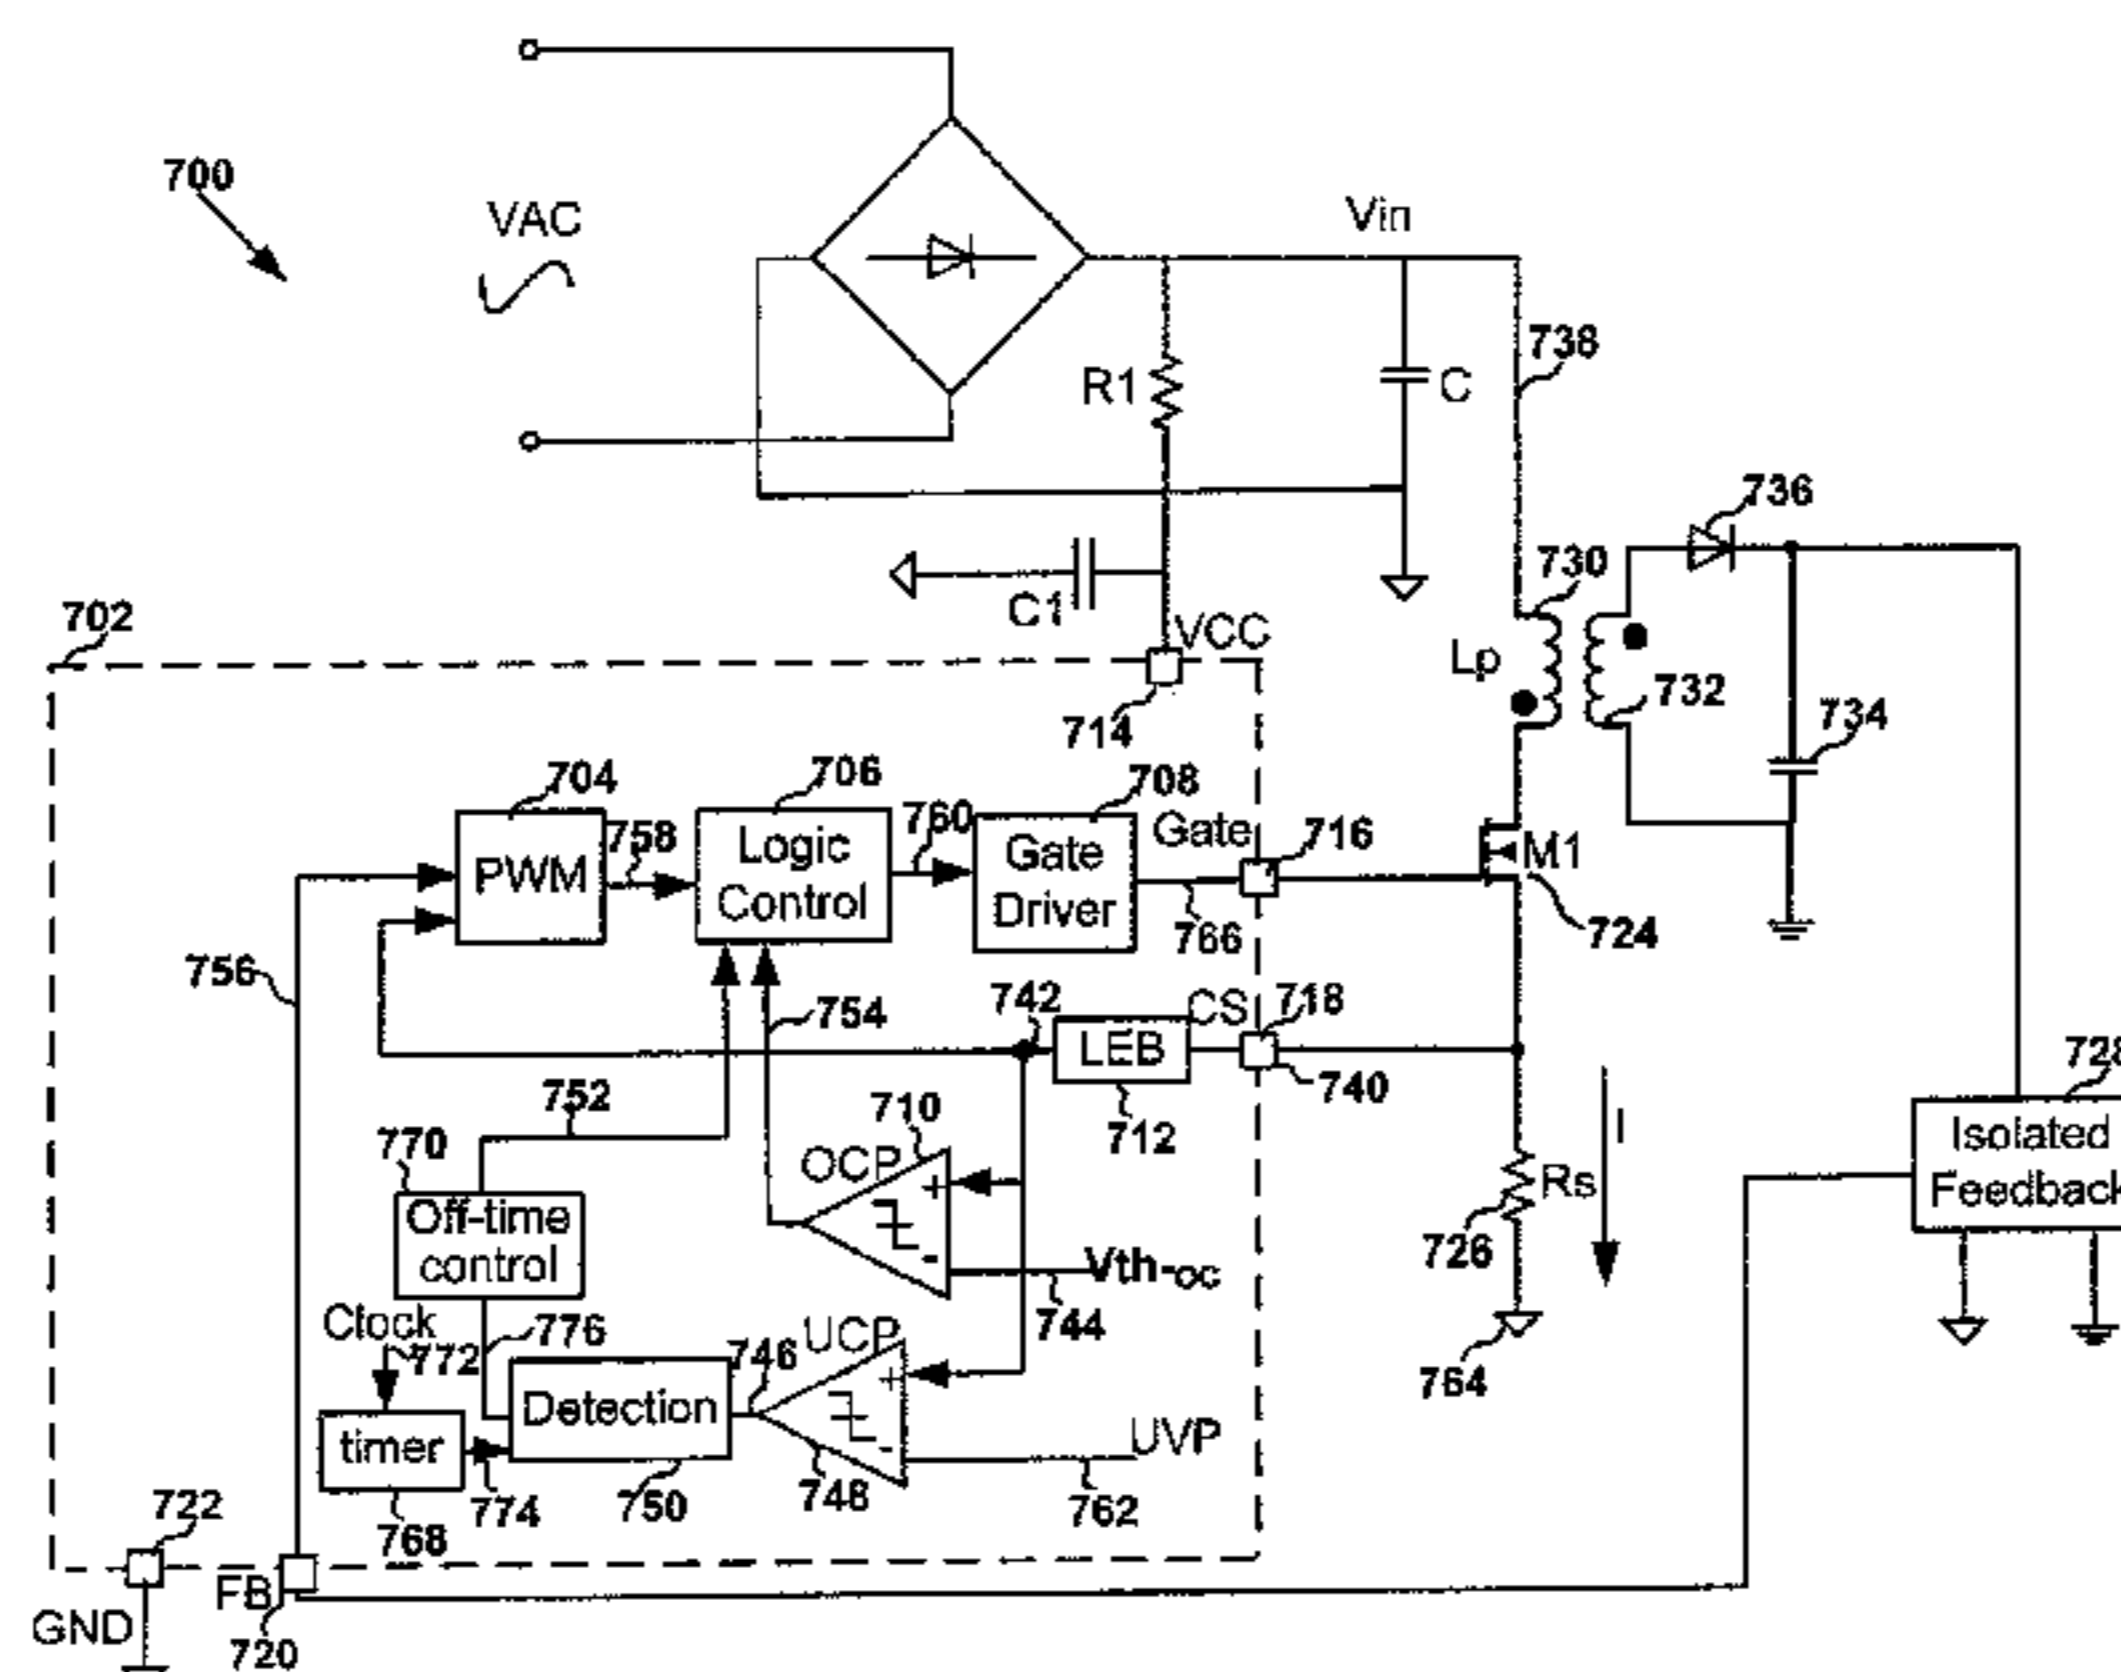 700
VAC
Vin
738
R1
C
736
730
C1
702
VCC
Lp
732
714
734
704
706
708
758
Logic
Control
760
Gate
716
PWM
Gate
Driver
M1
766
724
756
754
742
CS
718
LEB
740
728
752
710
712
I
Isolated
Feedback
770
OCP
+
-
Rs
Off-time
control
Vth-oc
726
744
Clock
776
UCP
746
772
+
-
764
Detection
UVP
timer
748
762
722
774
750
768
FB
GND
720